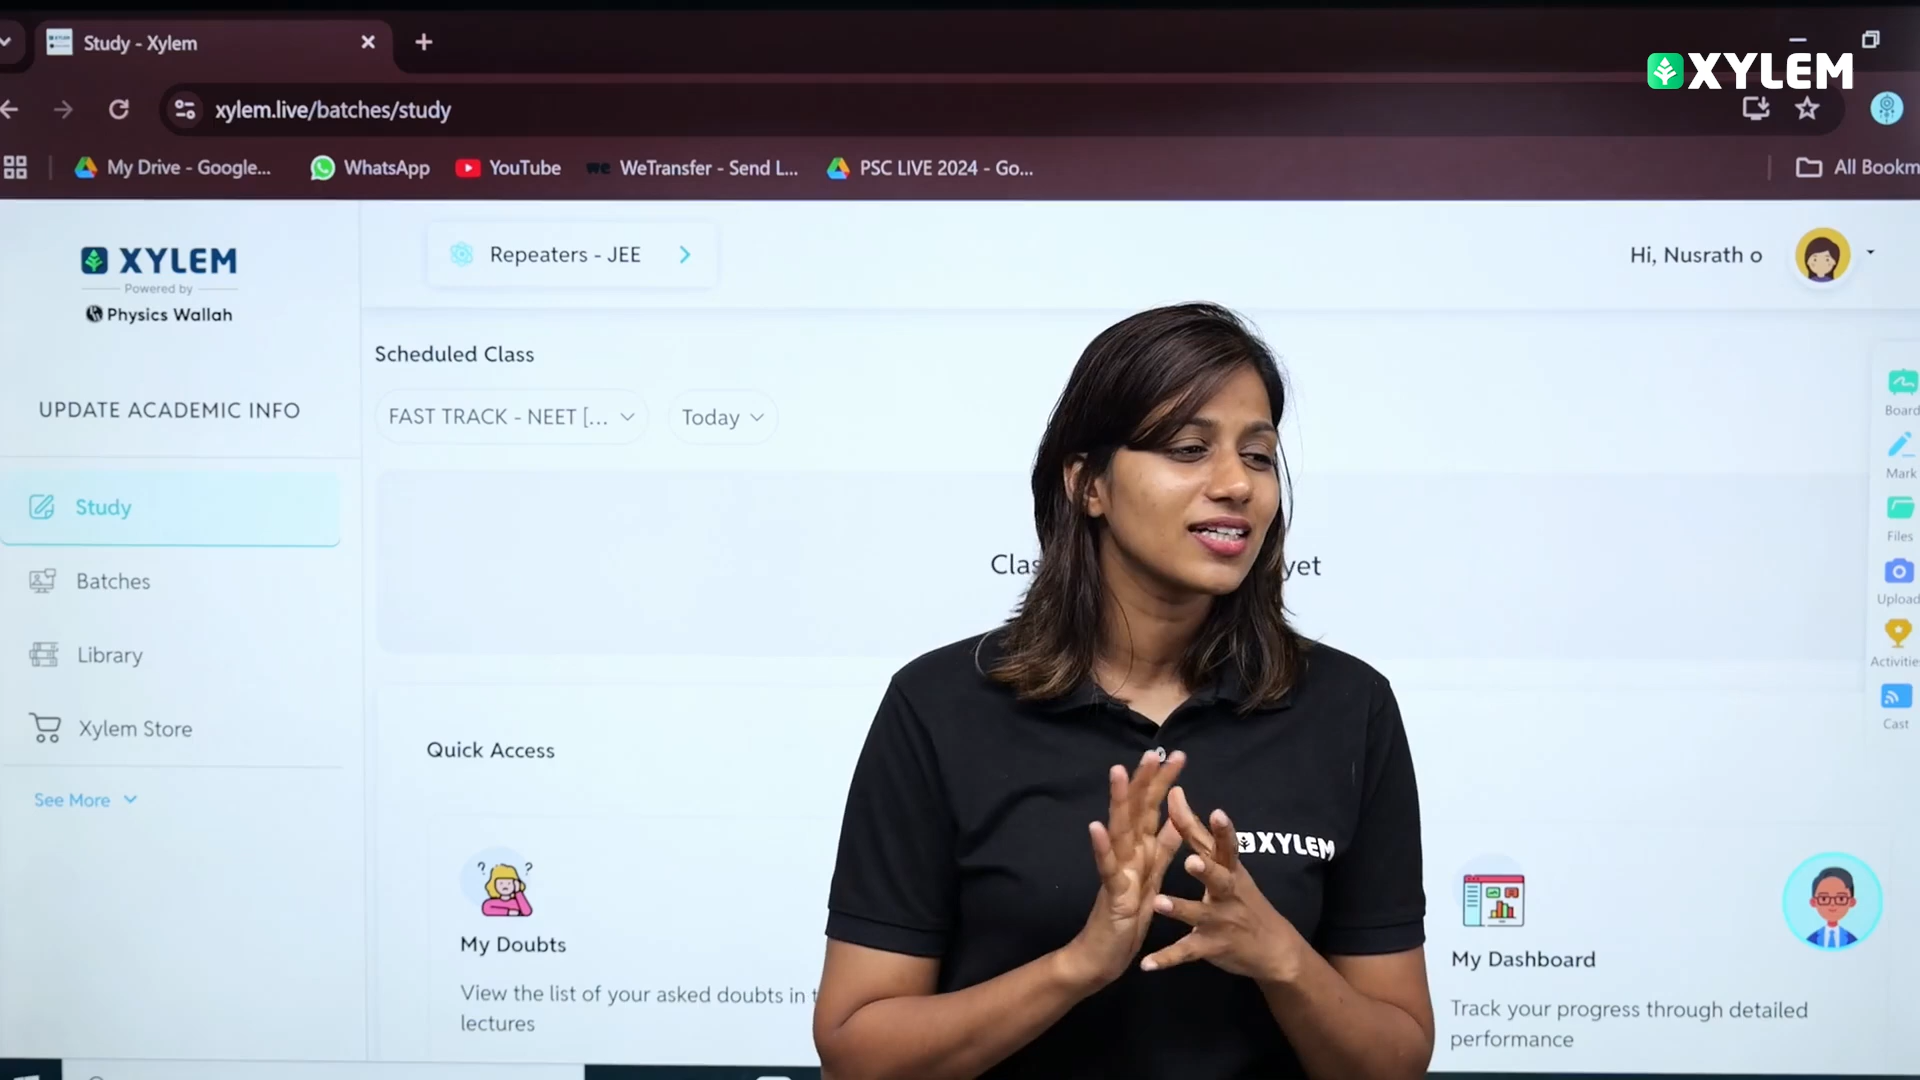 Study - Xylem
XYLEM
xylem.live/batches/study
My Drive - Google...
WhatsApp
YouTube
we
WeTransfer - Send L...
PSC LIVE 2024 - Go...
All Bookm
XYLEM
Powered by
Physics Wallah
Repeaters - JEE
Hi, Nusrath o
Scheduled Class
UPDATE ACADEMIC INFO
FAST TRACK - NEET [...
Today
Board
Mark
Files
Upload
Activitie
Cast
Study
Batches
Library
Xylem Store
See More
Clas
yet
Quick Access
XYLEM
My Doubts
View the list of your asked doubts in t
lectures
My Dashboard
Track your progress through detailed
performance